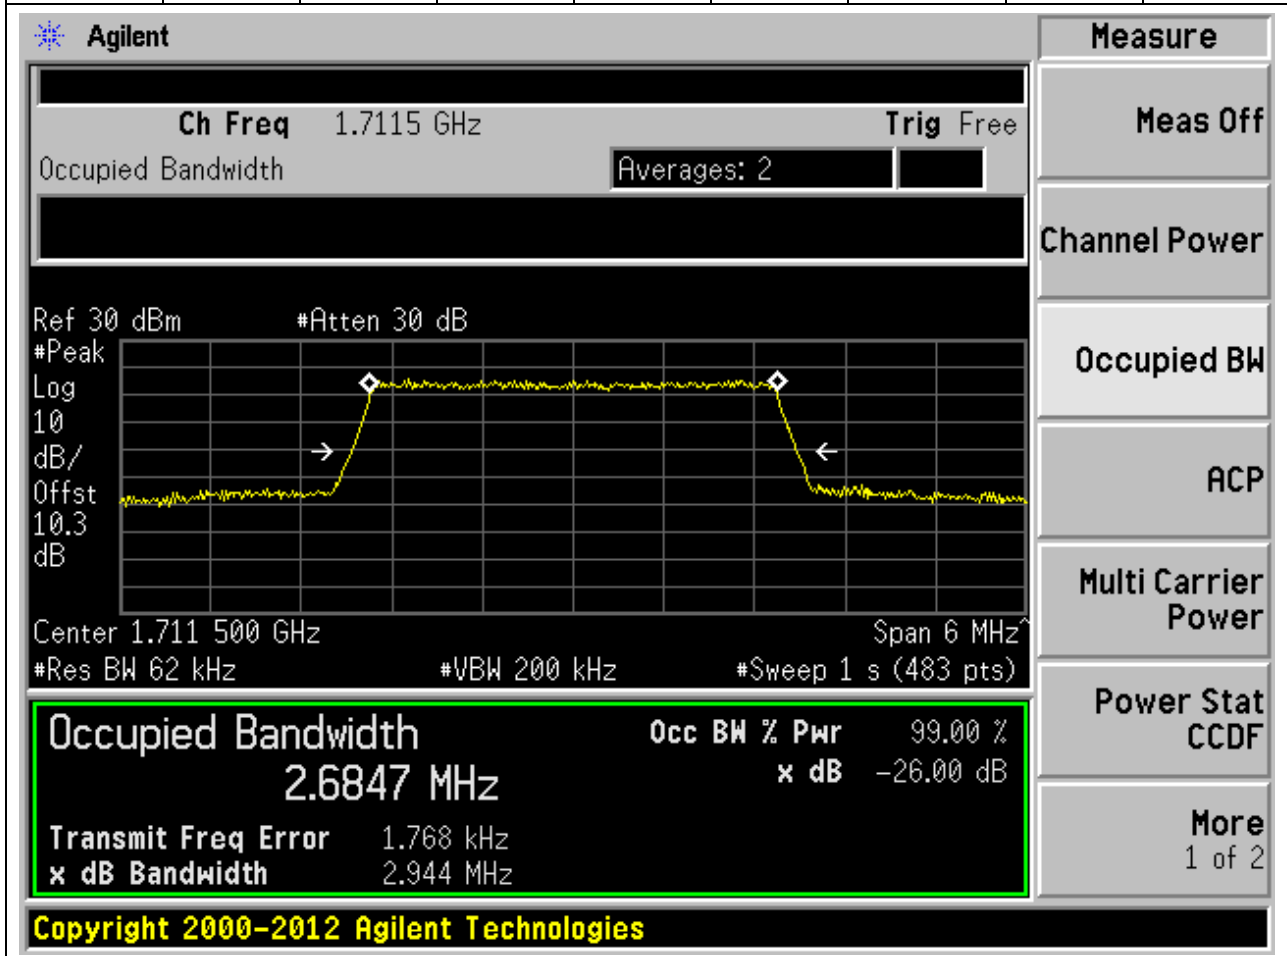 Agilent
Measure
Ch Freq 1.7115 GHz Trig Free
Occupied Bandwidth Averages: 2
Meas Off
Channel Power
Occupied BW
ACP
Multi Carrier
Power
Power Stat
CCDF
More
1 of 2
Ref 30 dBm #Atten 30 dB
#Peak
Log
10
dB/
Offst
10.3
dB
Center 1.711 500 GHz Span 6 MHz^
#Res BW 62 kHz #VBW 200 kHz #Sweep 1 s (483 pts)
Occupied Bandwidth
2.6847 MHz
Occ BW % Pwr 99.00 %
x dB -26.00 dB
Transmit Freq Error 1.768 kHz
x dB Bandwidth 2.944 MHz
Copyright 2000-2012 Agilent Technologies